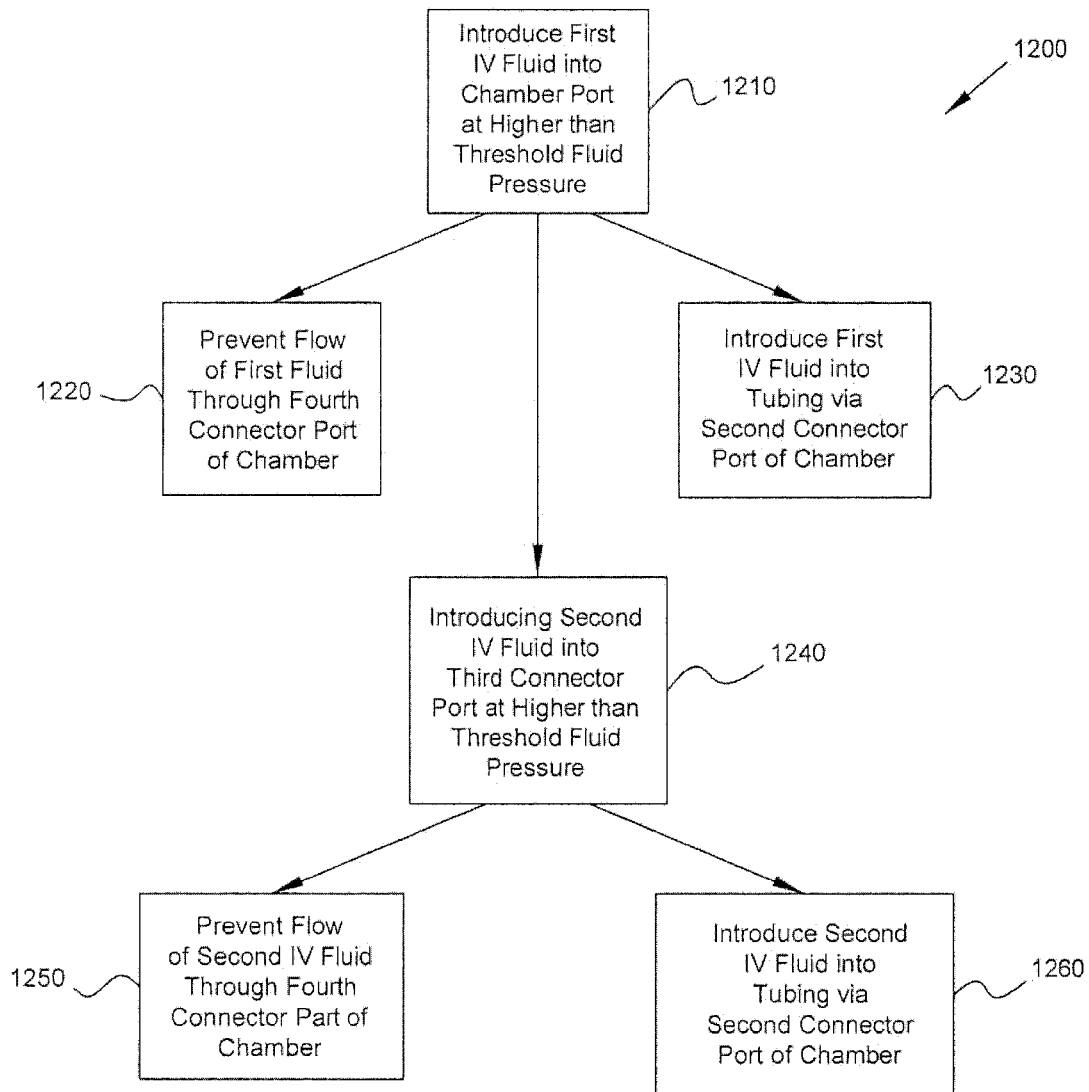 Introduce First
IV Fluid into
Chamber Port
at Higher than
Threshold Fluid
Pressure
1210
1200
Prevent Flow
of First Fluid
Through Fourth
Connector Port
of Chamber
1220
Introduce First
IV Fluid into
Tubing via
Second Connector
Port of Chamber
1230
Introducing Second
IV Fluid into
Third Connector
Port at Higher than
Threshold Fluid
Pressure
1240
Prevent Flow
of Second IV Fluid
Through Fourth
Connector Part of
Chamber
1250
Introduce Second
IV Fluid into
Tubing via
Second Connector
Port of Chamber
1260